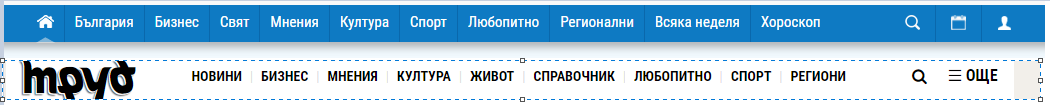 България Бизнес Свят Мнения Култура Спорт Любопитно Регионални Всяка неделя Хороскоп
труд НОВИНИ БИЗНЕС МНЕНИЯ КУЛТУРА ЖИВОТ СПРАВОЧНИК ЛЮБОПИТНО СПОРТ РЕГИОНИ ОЩЕ